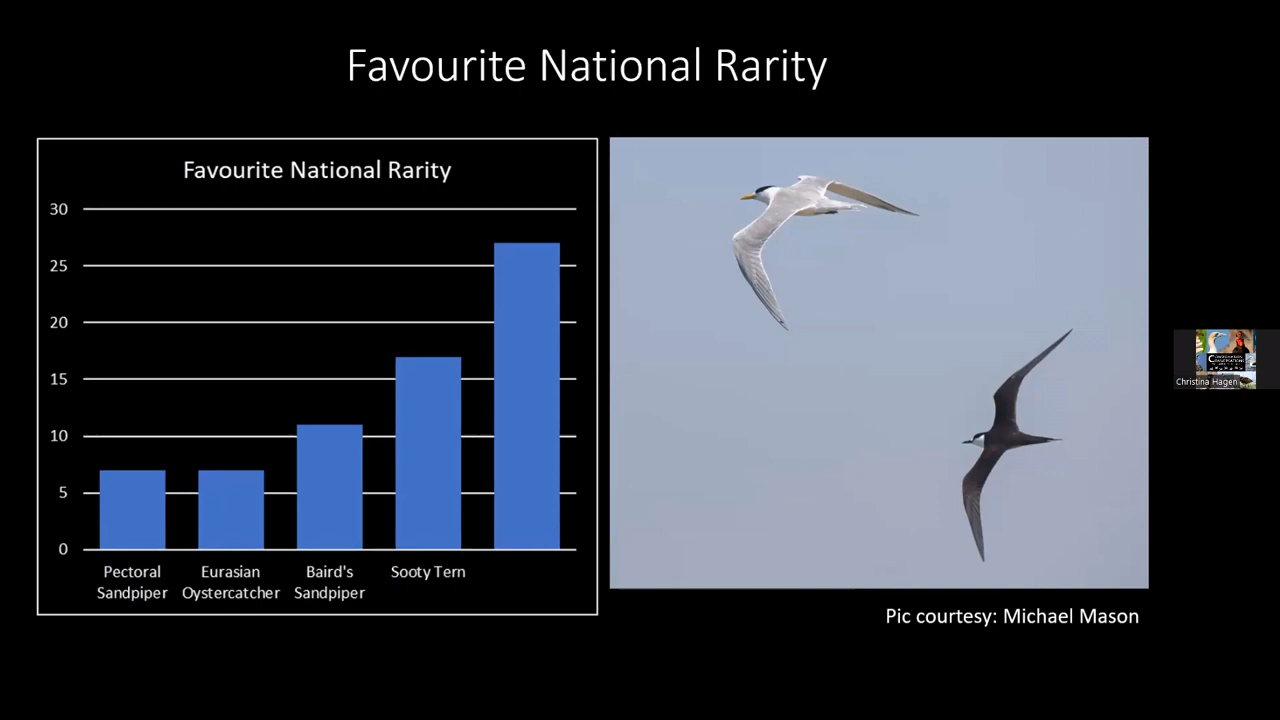 Favourite National Rarity
Favourite National Rarity
30
25
20
15
10
5
0
Pectoral Sandpiper
Eurasian Oystercatcher
Baird's Sandpiper
Sooty Tern
Pic courtesy: Michael Mason
Christina Hagen